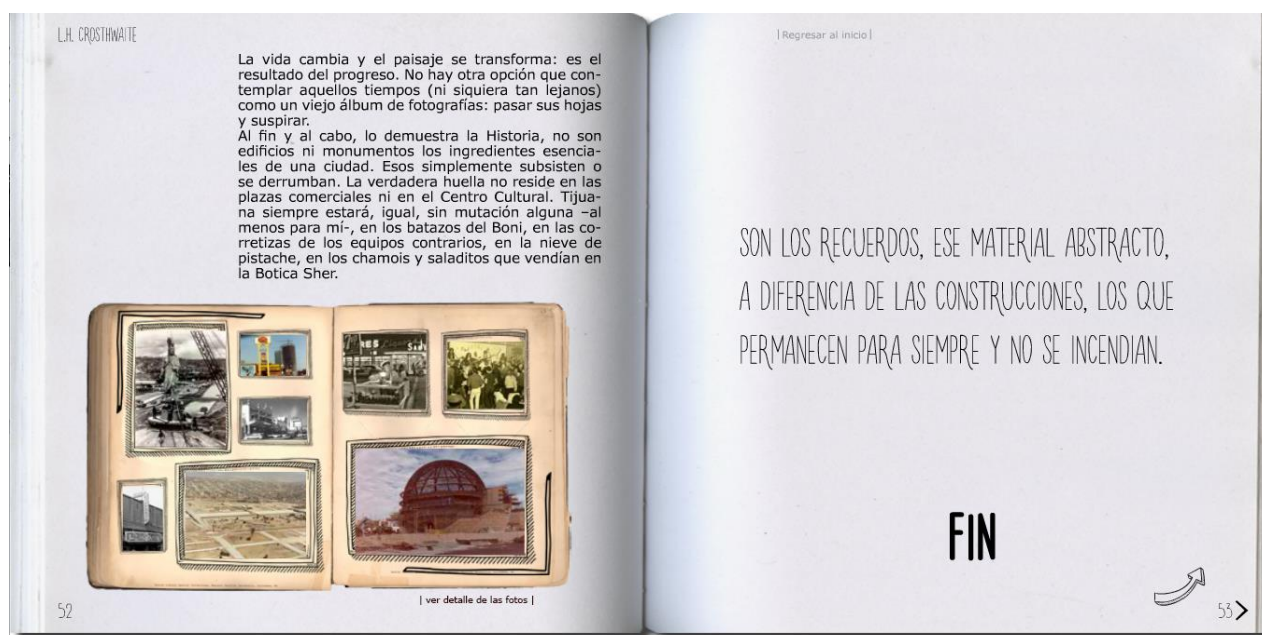 L.H. CROSTHWAITE
La vida cambia y el paisaje se transforma: es el
resultado del progreso. No hay otra opción que con-
templar aquellos tiempos (ni siquiera tan lejanos)
como un viejo álbum de fotografías: pasar sus hojas
y suspirar.
Al fin y al cabo, lo demuestra la Historia, no son
edificios ni monumentos los ingredientes esencia-
les de una ciudad. Esos simplemente subsisten o
se derrumban. La verdadera huella no reside en las
plazas comerciales ni en el Centro Cultural. Tijua-
na siempre estará, igual, sin mutación alguna –al
menos para mí-, en los batazos del Boni, en las co-
rretizas de los equipos contrarios, en la nieve de
pistache, en los chamois y saladitos que vendían en
la Botica Sher.
| ver detalle de las fotos |
52
| Regresar al inicio |
SON LOS RECUERDOS, ESE MATERIAL ABSTRACTO,
A DIFERENCIA DE LAS CONSTRUCCIONES, LOS QUE
PERMANECEN PARA SIEMPRE Y NO SE INCENDIAN.
FIN
53